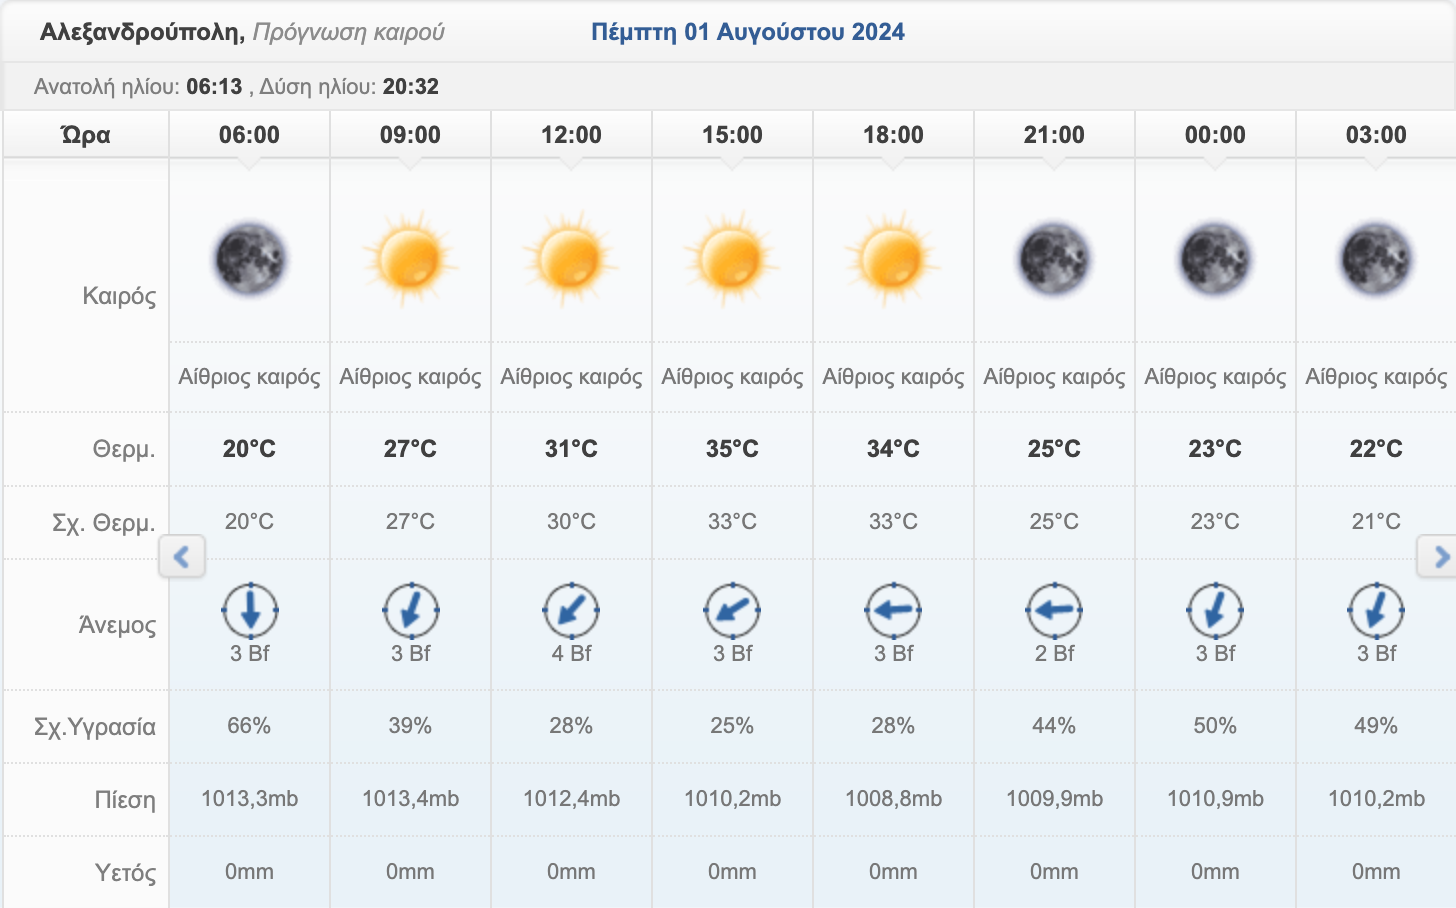 Αλεξανδρούπολη, Πρόγνωση καιρού Πέμπτη 01 Αυγούστου 2024
Ανατολή ηλίου: 06:13 , Δύση ηλίου: 20:32
Ώρα 06:00 09:00 12:00 15:00 18:00 21:00 00:00 03:00
Καιρός
Αίθριος καιρός Αίθριος καιρός Αίθριος καιρός Αίθριος καιρός Αίθριος καιρός Αίθριος καιρός Αίθριος καιρός Αίθριος καιρός
Θερμ. 20°C 27°C 31°C 35°C 34°C 25°C 23°C 22°C
Σχ. Θερμ. 20°C 27°C 30°C 33°C 33°C 25°C 23°C 21°C
Άνεμος 3 Bf 3 Bf 4 Bf 3 Bf 3 Bf 2 Bf 3 Bf 3 Bf
Σχ.Υγρασία 66% 39% 28% 25% 28% 44% 50% 49%
Πίεση 1013,3mb 1013,4mb 1012,4mb 1010,2mb 1008,8mb 1009,9mb 1010,9mb 1010,2mb
Υετός 0mm 0mm 0mm 0mm 0mm 0mm 0mm 0mm